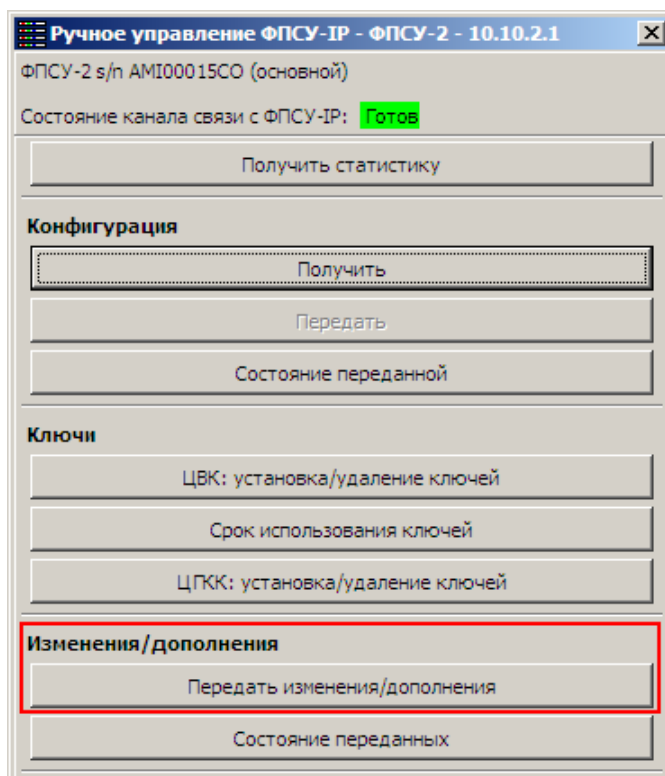 Ручное управление ФПСУ-IP - ФПСУ-2 - 10.10.2.1
ФПСУ-2 s/n AMI00015CO (основной)
Состояние канала связи с ФПСУ-IP: Готов
Получить статистику
Конфигурация
Получить
Передать
Состояние переданной
Ключи
ЦВК: установка/удаление ключей
Срок использования ключей
ЦГКК: установка/удаление ключей
Изменения/дополнения
Передать изменения/дополнения
Состояние переданных